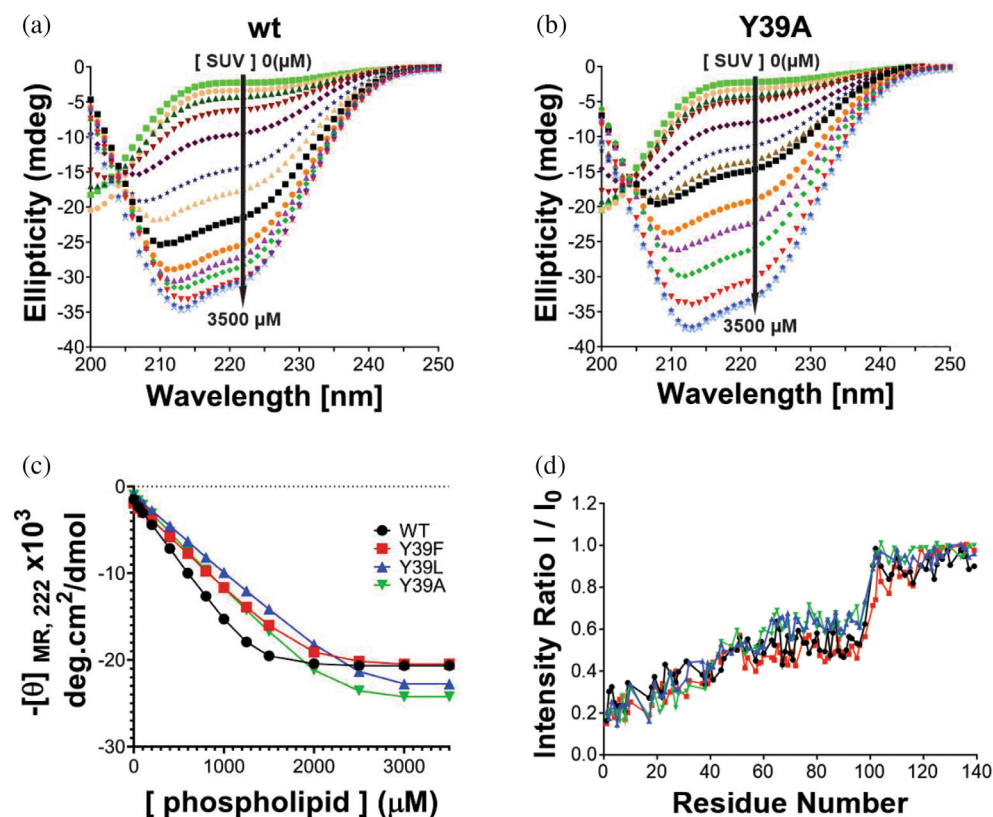 (a)
wt
[ SUV ] 0(µM)
0
-5
-10
-15
-20
-25
-30
-35
-40
Ellipticity (mdeg)
3500 µM
200 210 220 230 240 250
Wavelength [nm]
(b)
Y39A
[ SUV ] 0(µM)
0
-5
-10
-15
-20
-25
-30
-35
-40
Ellipticity (mdeg)
3500 µM
200 210 220 230 240 250
Wavelength [nm]
(c)
0
-10
-20
-30
-[θ] MR, 222 x10³
deg.cm²/dmol
WT
Y39F
Y39L
Y39A
0 1000 2000 3000
[ phospholipid ] (µM)
(d)
1.2
1.0
0.8
0.6
0.4
0.2
0.0
Intensity Ratio I / I₀
0 20 40 60 80 100 120 140
Residue Number